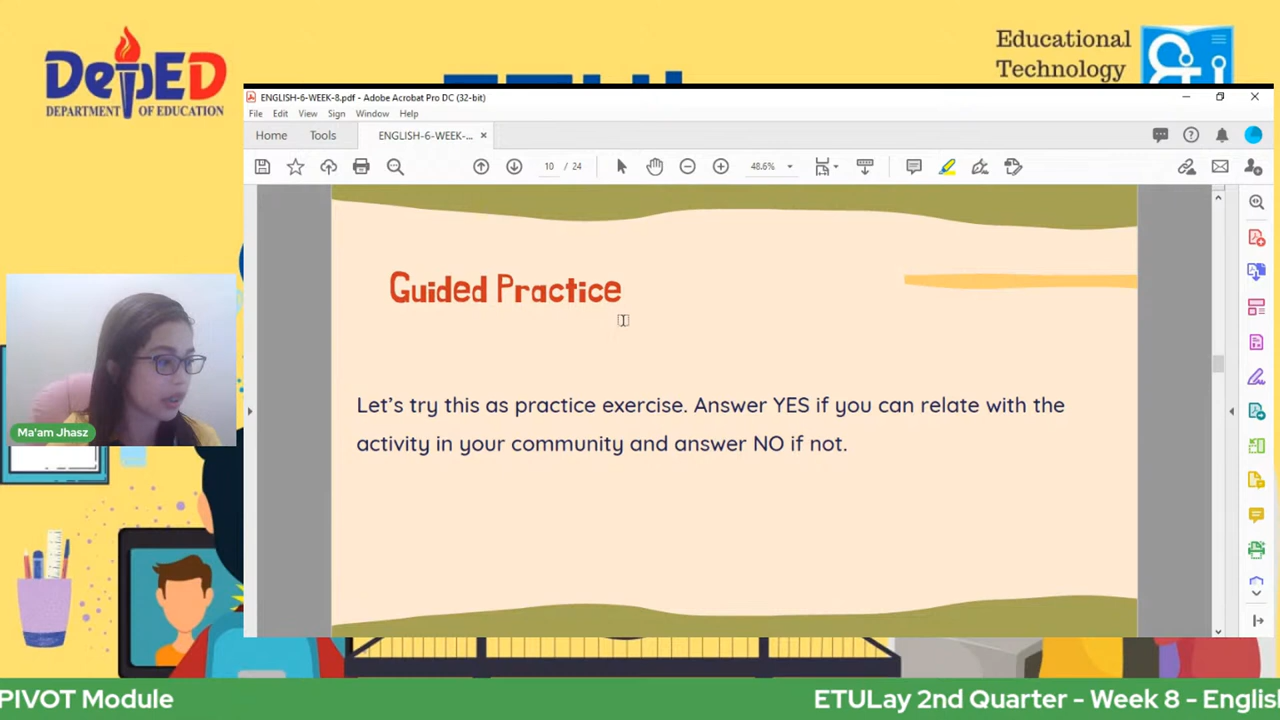 DepED
DEPARTMENT OF EDUCATION
Educational
Technology
ENGLISH-6-WEEK-8.pdf - Adobe Acrobat Pro DC (32-bit)
File Edit View Sign Window Help
Home Tools ENGLISH-6-WEEK-... ×
10 / 24 48.6%
Guided Practice
Let's try this as practice exercise. Answer YES if you can relate with the
activity in your community and answer NO if not.
Ma'am Jhasz
PIVOT Module
ETULay 2nd Quarter - Week 8 - English